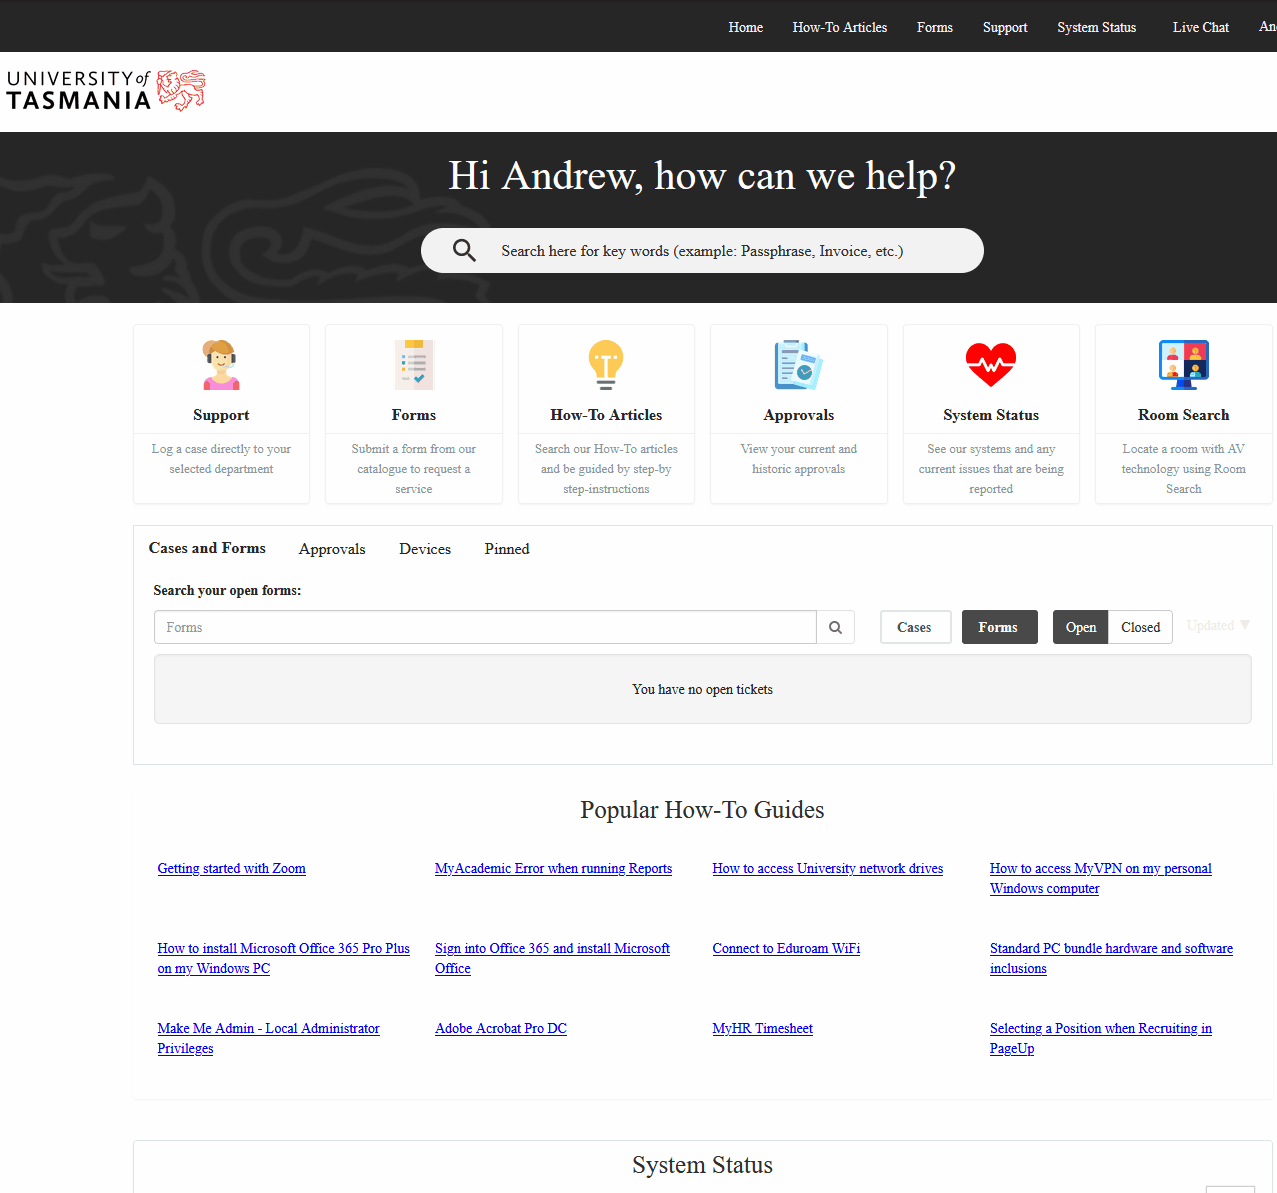 Home How-To Articles Forms Support System Status Live Chat
UNIVERSITY of
TASMANIA
Hi Andrew, how can we help?
Search here for key words (example: Passphrase, Invoice, etc.)
Support
Log a case directly to your
selected department
Forms
Submit a form from our
catalogue to request a
service
How-To Articles
Search our How-To articles
and be guided by step-by
step-instructions
Approvals
View your current and
historic approvals
System Status
See our systems and any
current issues that are being
reported
Room Search
Locate a room with AV
technology using Room
Search
Cases and Forms Approvals Devices Pinned
Search your open forms:
Forms Cases Forms Open Closed Updated ▼
You have no open tickets
Popular How-To Guides
Getting started with Zoom
MyAcademic Error when running Reports
How to access University network drives
How to access MyVPN on my personal
Windows computer
How to install Microsoft Office 365 Pro Plus
on my Windows PC
Sign into Office 365 and install Microsoft
Office
Connect to Eduroam WiFi
Standard PC bundle hardware and software
inclusions
Make Me Admin - Local Administrator
Privileges
Adobe Acrobat Pro DC
MyHR Timesheet
Selecting a Position when Recruiting in
PageUp
System Status